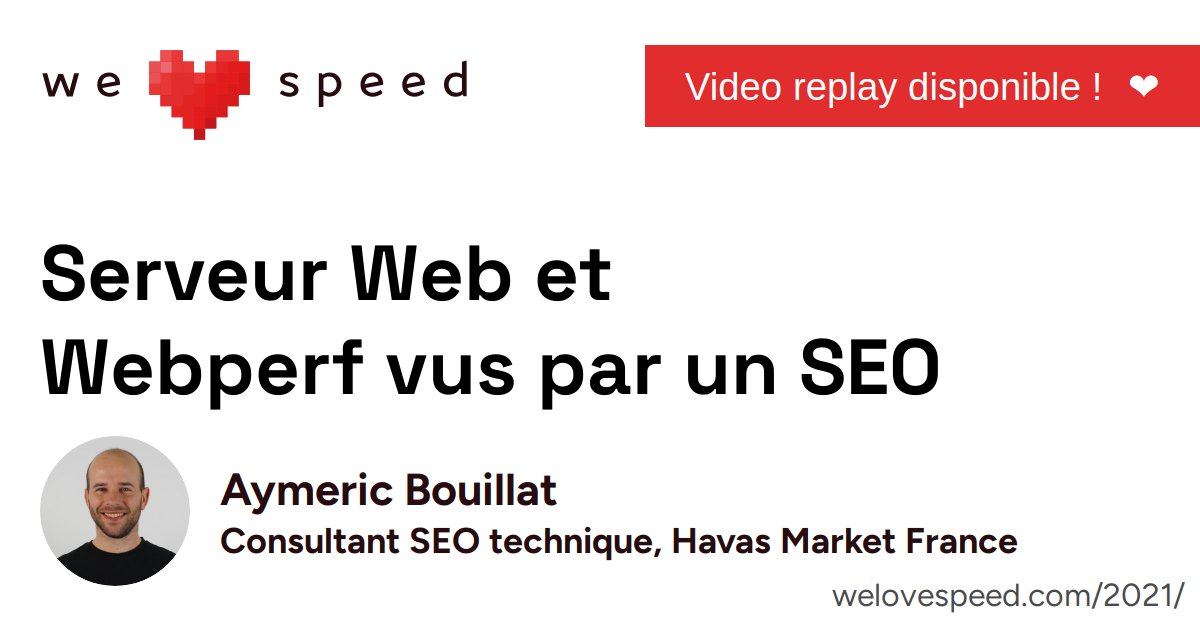 we speed
Video replay disponible ! ❤
Serveur Web et
Webperf vus par un SEO
Aymeric Bouillat
Consultant SEO technique, Havas Market France
welovespeed.com/2021/